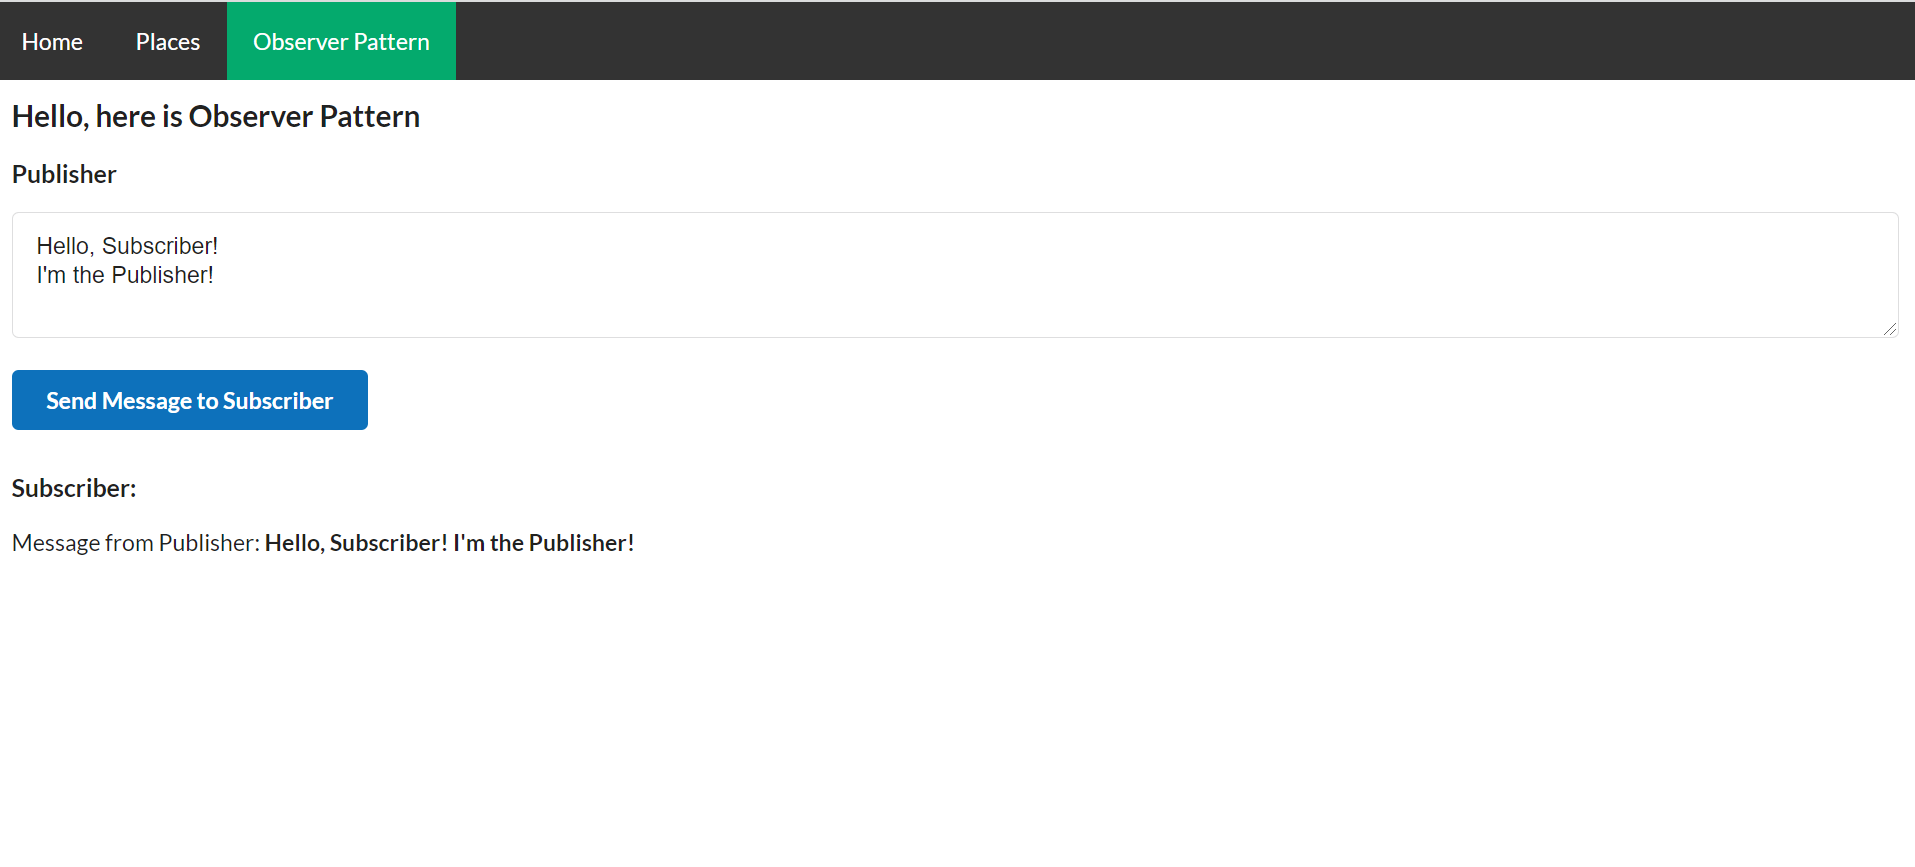 Home Places Observer Pattern
Hello, here is Observer Pattern
Publisher
Hello, Subscriber!
I'm the Publisher!
Send Message to Subscriber
Subscriber:
Message from Publisher: Hello, Subscriber! I'm the Publisher!